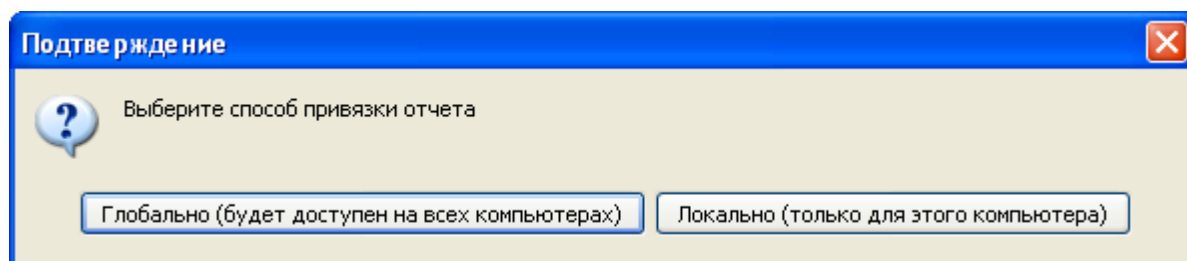 Подтверждение
Выберите способ привязки отчета
Глобально (будет доступен на всех компьютерах) Локально (только для этого компьютера)